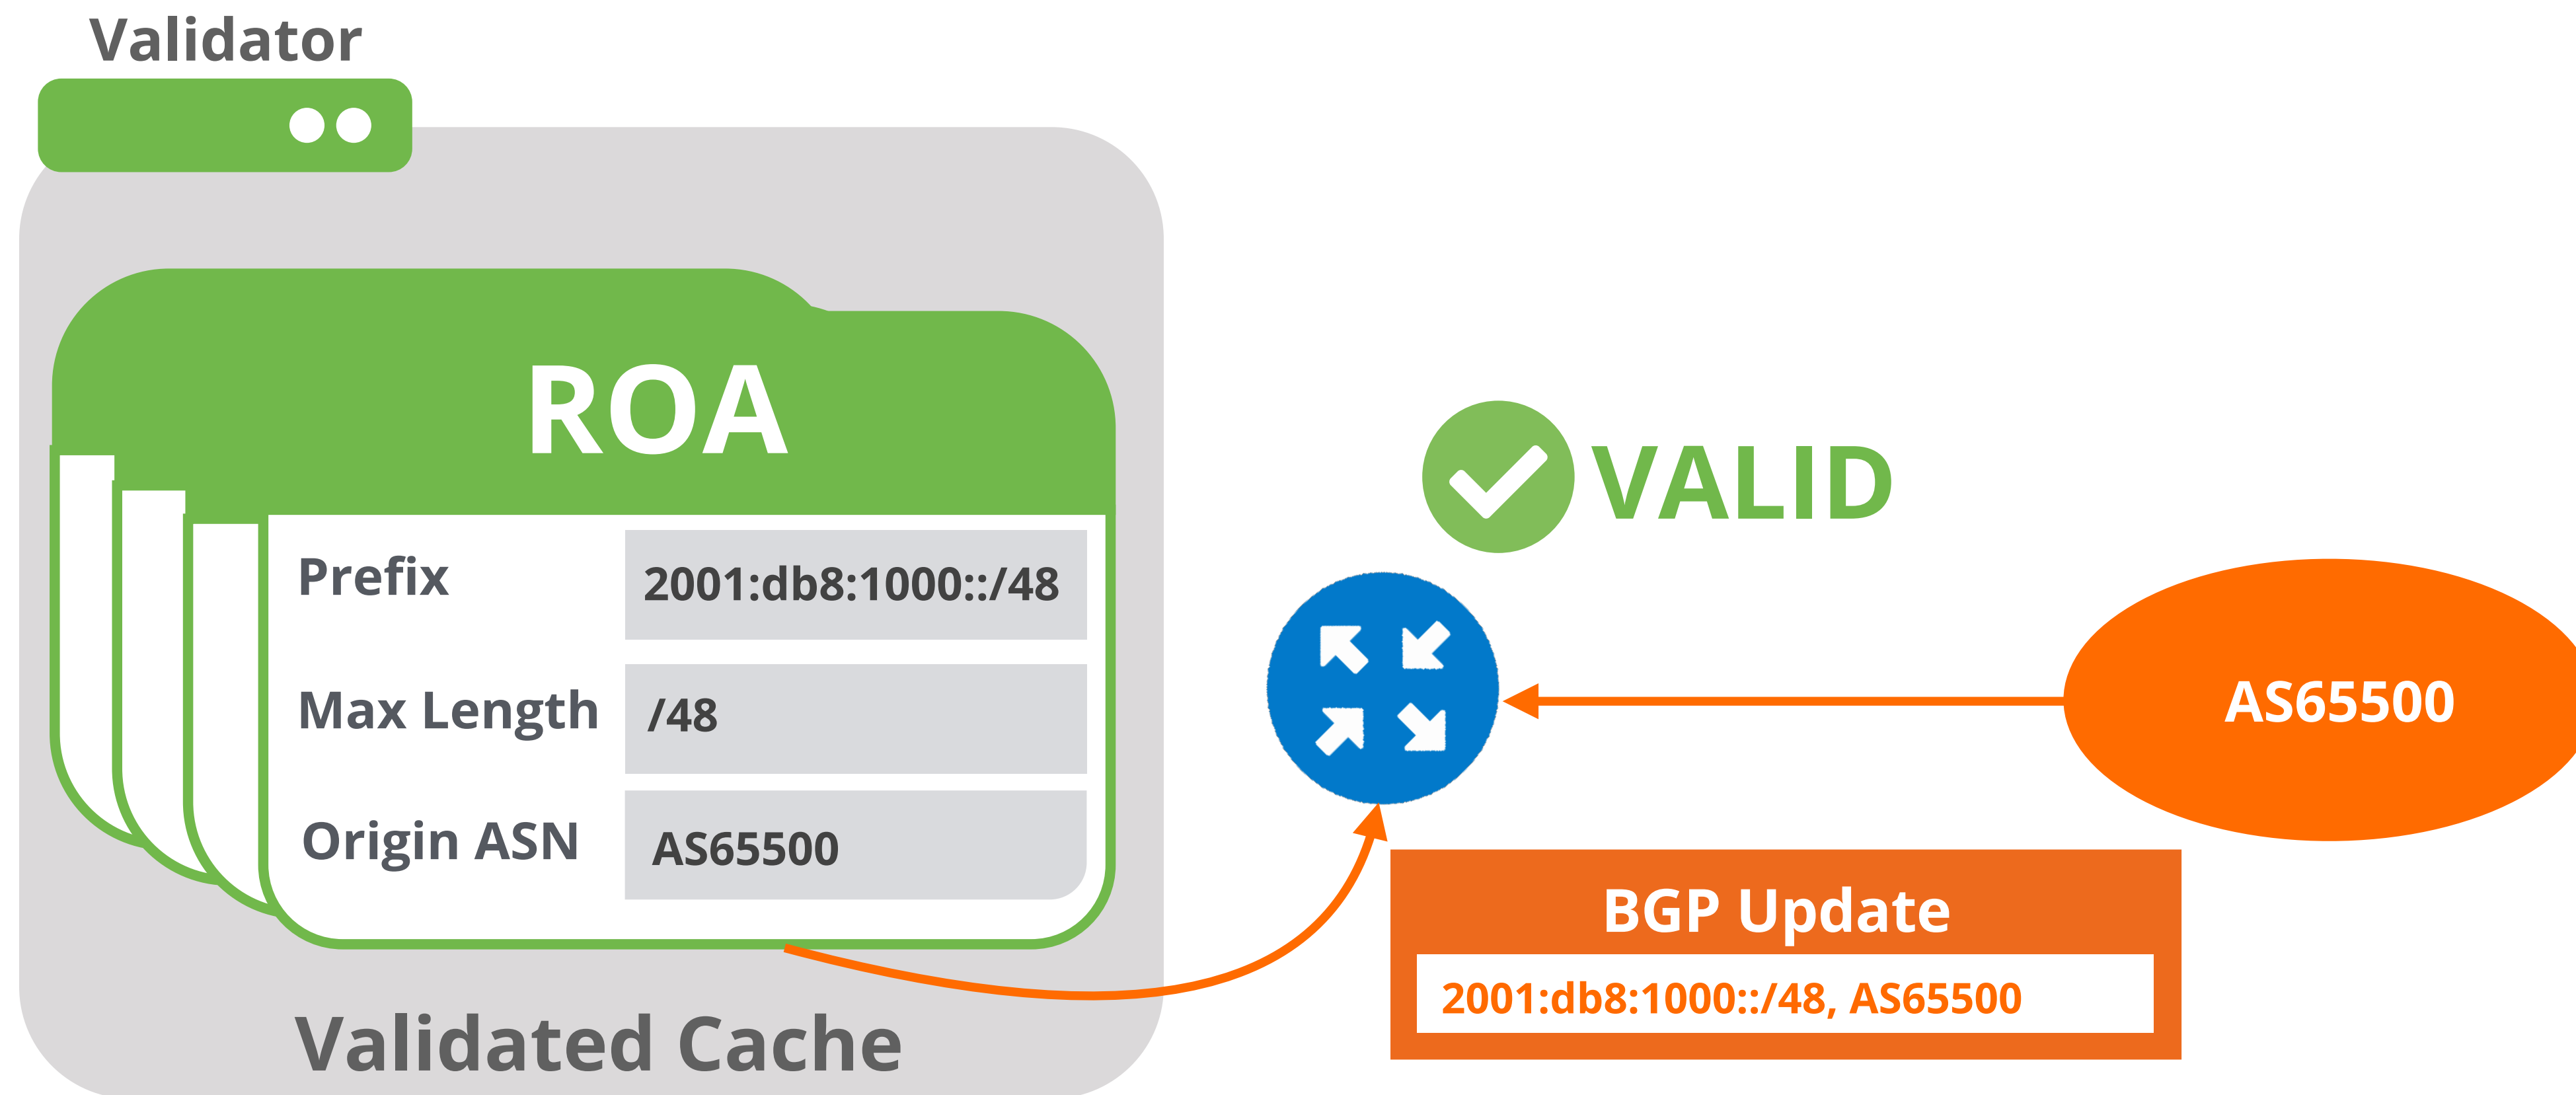 Validator
ROA
Prefix 2001:db8:1000::/48
Max Length /48
Origin ASN AS65500
Validated Cache
VALID
AS65500
BGP Update
2001:db8:1000::/48, AS65500